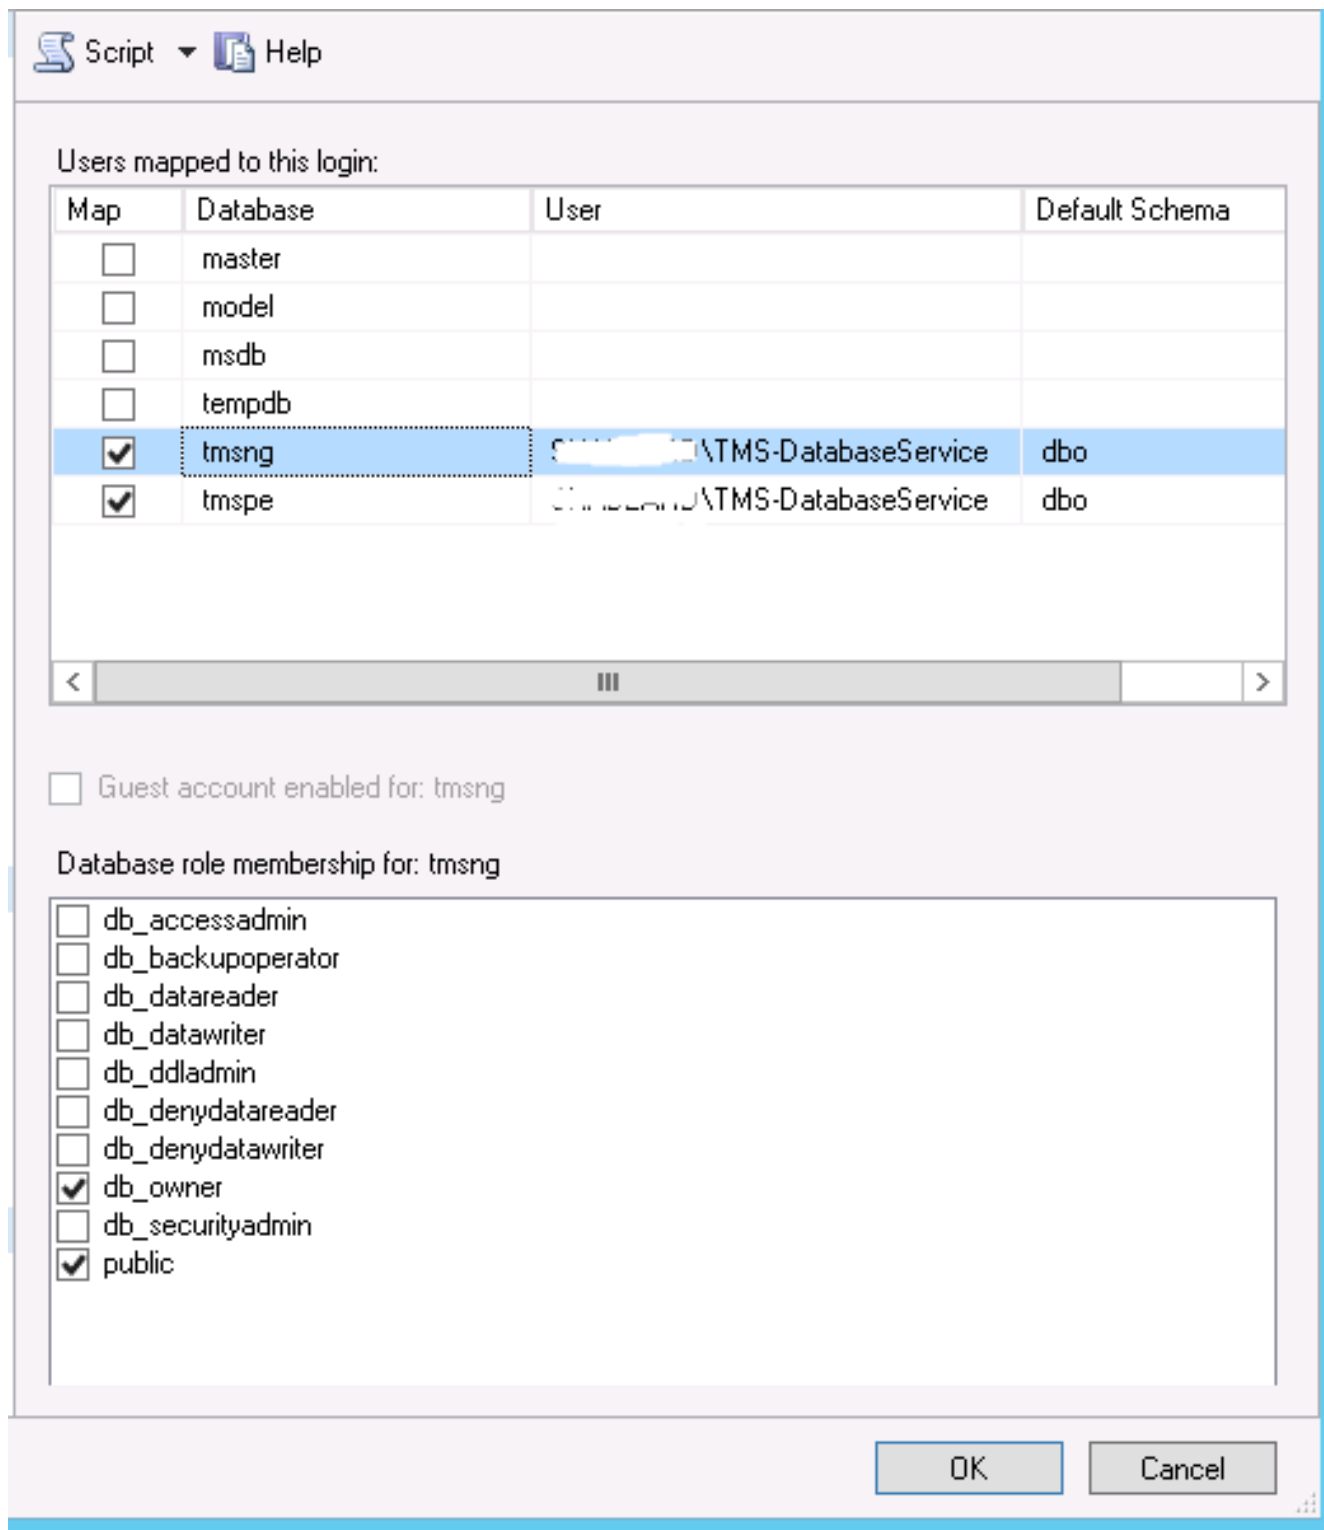 Script Help
Users mapped to this login:
Map Database User Default Schema
master
model
msdb
tempdb
tmsng \TMS-DatabaseService dbo
tmspe \TMS-DatabaseService dbo
Guest account enabled for: tmsng
Database role membership for: tmsng
db_accessadmin
db_backupoperator
db_datareader
db_datawriter
db_ddladmin
db_denydatareader
db_denydatawriter
db_owner
db_securityadmin
public
OK Cancel